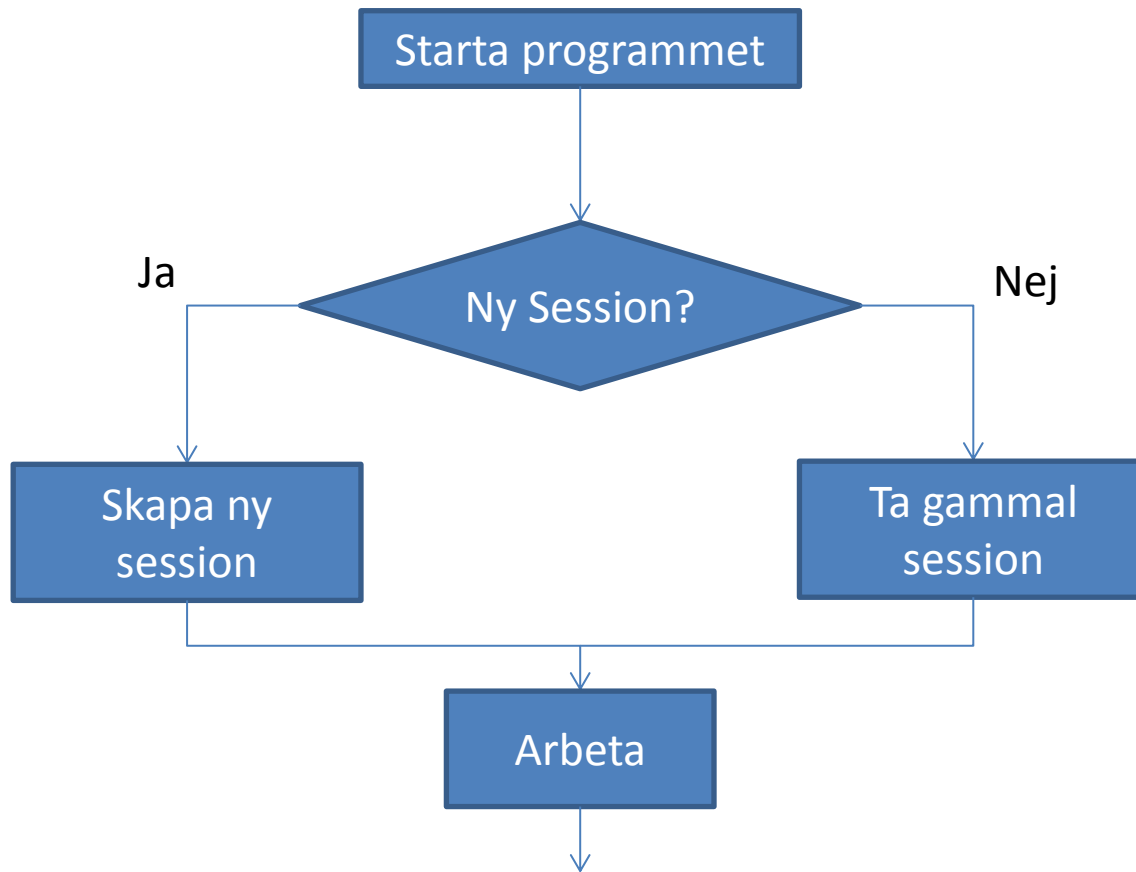 Starta programmet
Ja
Nej
Ny Session?
Skapa ny
session
Ta gammal
session
Arbeta